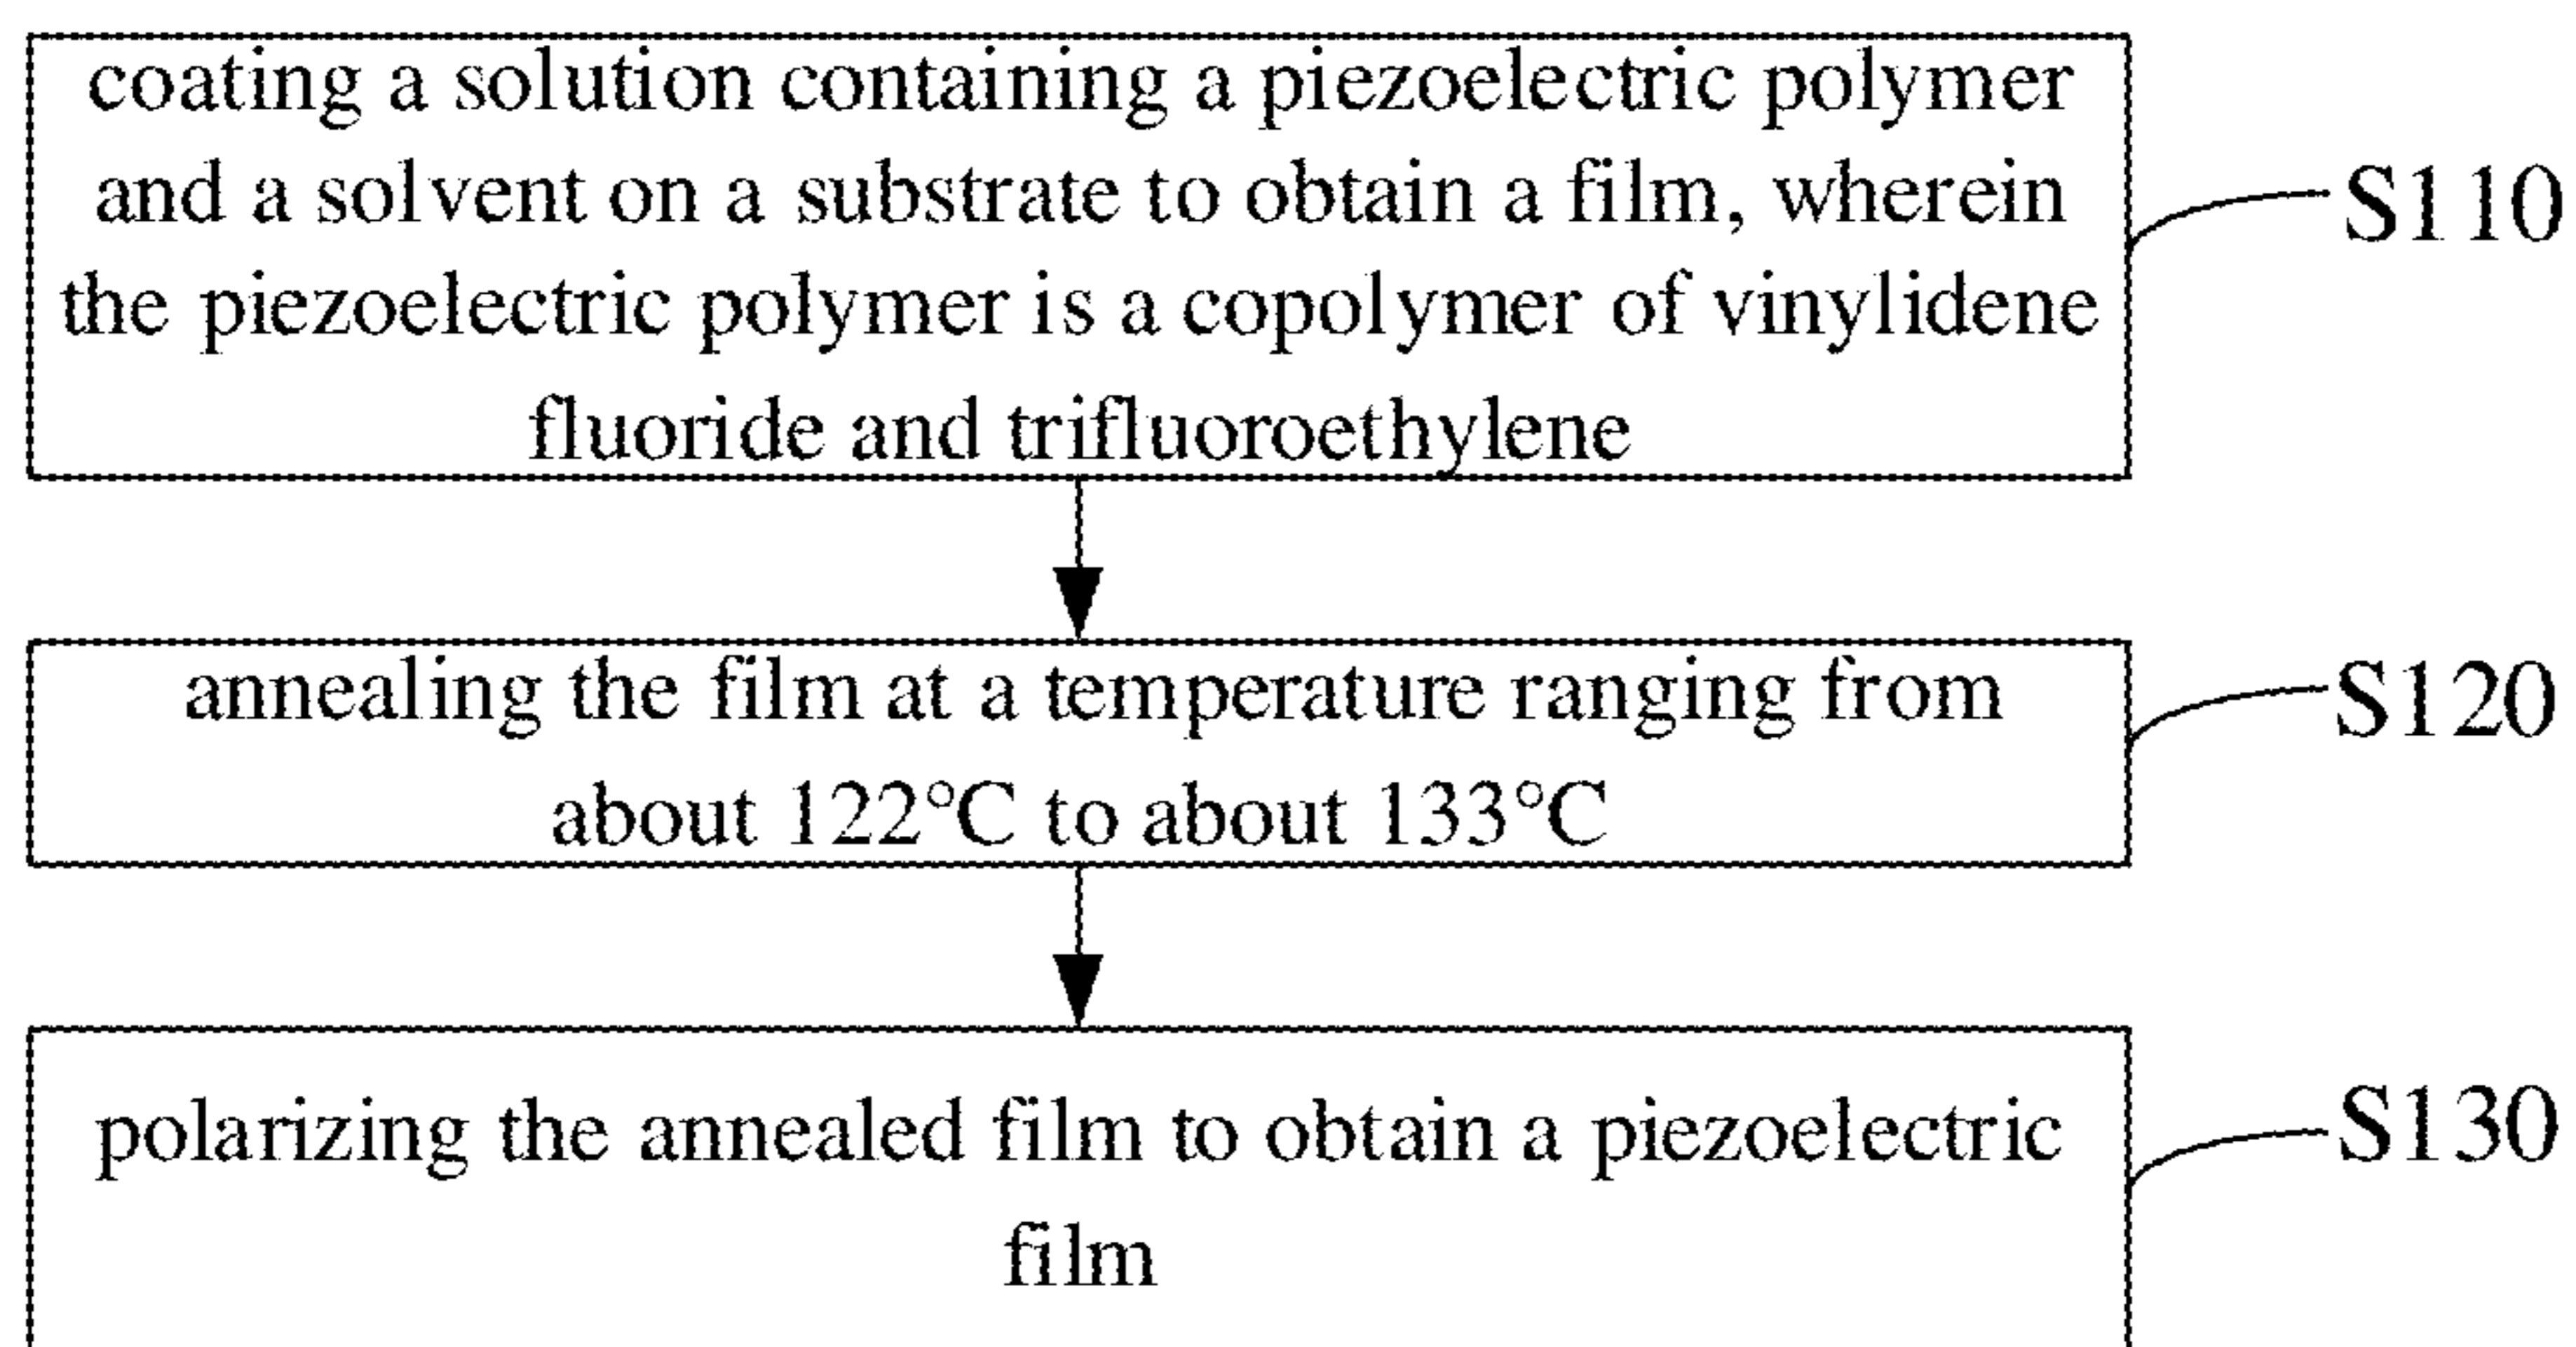 coating a solution containing a piezoelectric polymer
and a solvent on a substrate to obtain a film, wherein
the piezoelectric polymer is a copolymer of vinylidene
fluoride and trifluoroethylene
S110
annealing the film at a temperature ranging from
about 122°C to about 133°C
S120
polarizing the annealed film to obtain a piezoelectric
film
S130